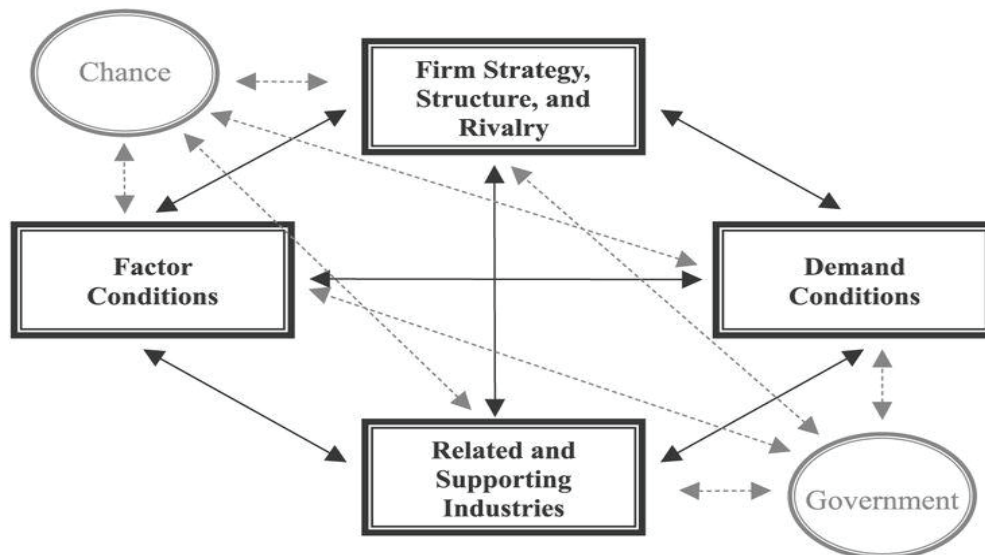 Chance
Firm Strategy,
Structure, and
Rivalry
Factor
Conditions
Demand
Conditions
Related and
Supporting
Industries
Government